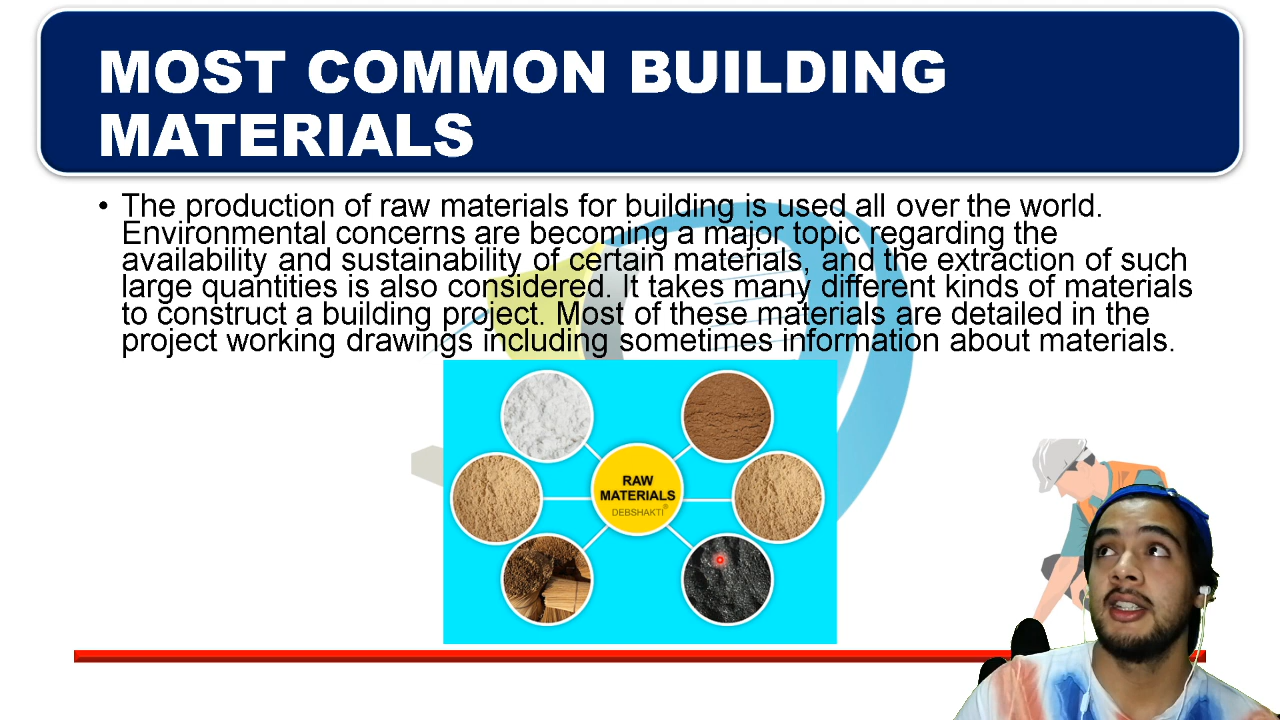 MOST COMMON BUILDING
MATERIALS
• The production of raw materials for building is used all over the world.
Environmental concerns are becoming a major topic regarding the
availability and sustainability of certain materials, and the extraction of such
large quantities is also considered. It takes many different kinds of materials
to construct a building project. Most of these materials are detailed in the
project working drawings including sometimes information about materials.
RAW
MATERIALS
DEBSHAKTI®